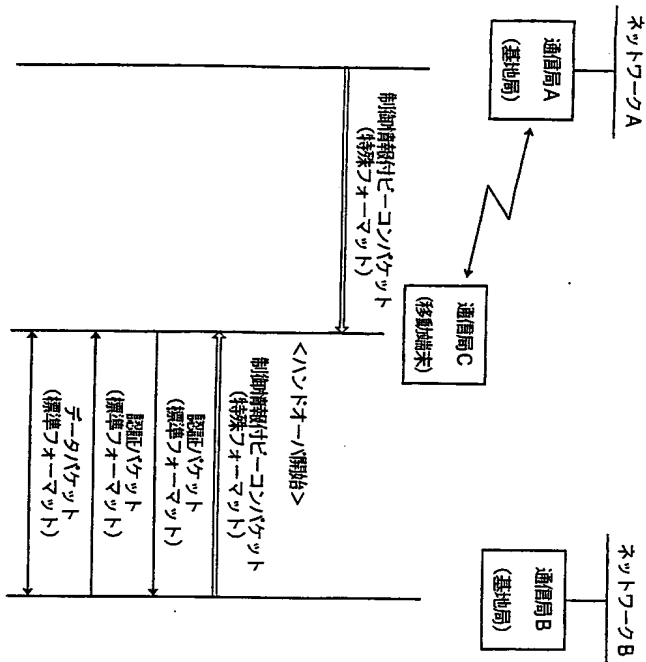 ネットワークA
通信局A
(基地局)
通信局C
(移動端末)
ネットワークB
通信局B
(基地局)
制御情報付ビーコンパケット
(特殊フォーマット)
<ハンドオーバ開始>
制御情報付ビーコンパケット
(特殊フォーマット)
認証パケット
(標準フォーマット)
認証パケット
(標準フォーマット)
データパケット
(標準フォーマット)